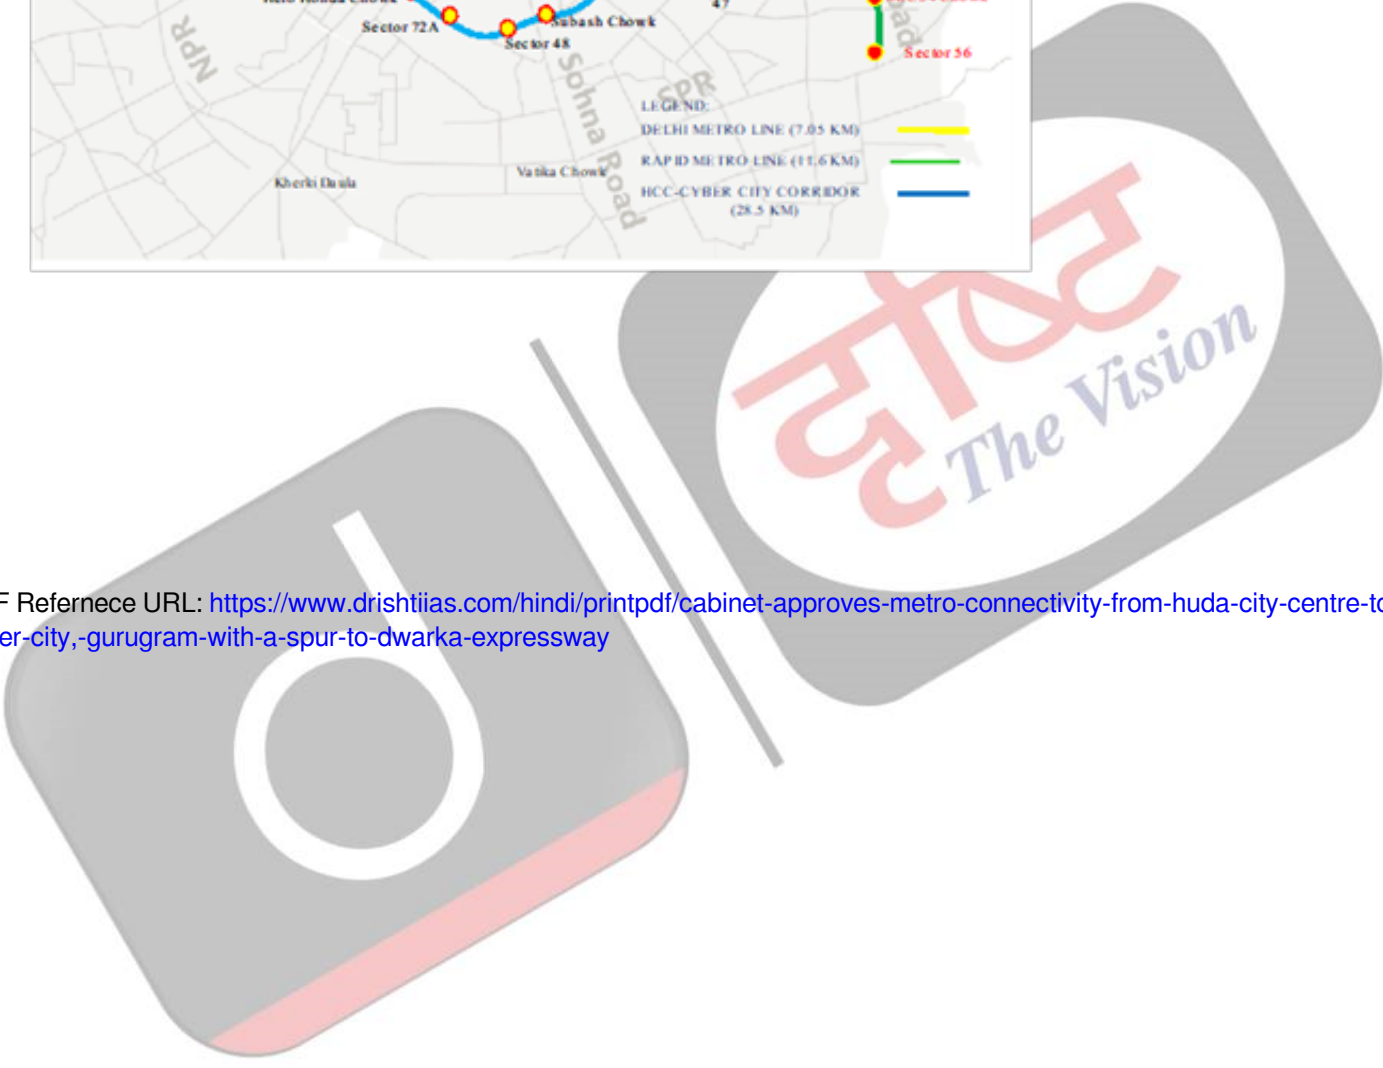 47
Sector 72A
Subash Chowk
Sector 48
Sector 56
NPR
Sohna Road
SPR
LEGEND:
DELHI METRO LINE (7.05 KM)
RAPID METRO LINE (11.6 KM)
Vatika Chowk
Kherki Daula
HCC-CYBER CITY CORRIDOR
(28.5 KM)
दृष्टि
The Vision
d
F Refernece URL: https://www.drishtiias.com/hindi/printpdf/cabinet-approves-metro-connectivity-from-huda-city-centre-to
er-city,-gurugram-with-a-spur-to-dwarka-expressway